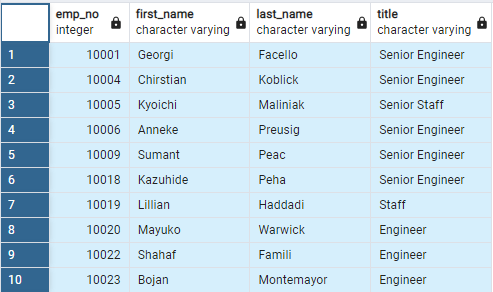 emp_no first_name last_name title
integer character varying character varying character varying
1 10001 Georgi Facello Senior Engineer
2 10004 Chirstian Koblick Senior Engineer
3 10005 Kyoichi Maliniak Senior Staff
4 10006 Anneke Preusig Senior Engineer
5 10009 Sumant Peac Senior Engineer
6 10018 Kazuhide Peha Senior Engineer
7 10019 Lillian Haddadi Staff
8 10020 Mayuko Warwick Engineer
9 10022 Shahaf Famili Engineer
10 10023 Bojan Montemayor Engineer